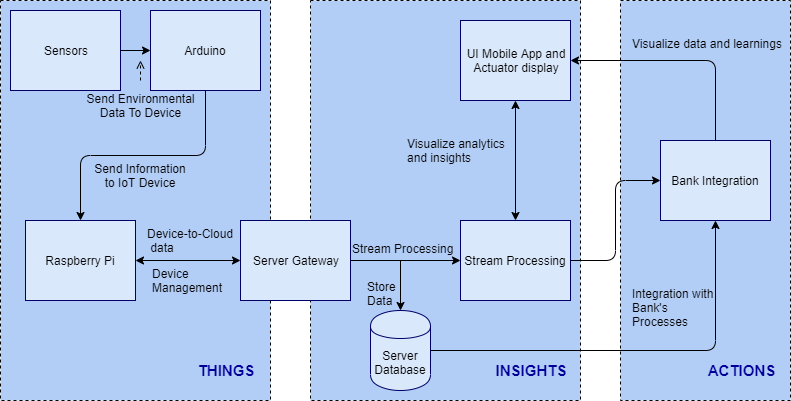 Sensors
Arduino
Send Environmental
Data To Device
Send Information
to IoT Device
Raspberry Pi
Device-to-Cloud
data
Device
Management
THINGS
UI Mobile App and
Actuator display
Visualize analytics
and insights
Server Gateway
Stream Processing
Stream Processing
Store
Data
Server
Database
INSIGHTS
Visualize data and learnings
Bank Integration
Integration with
Bank's
Processes
ACTIONS